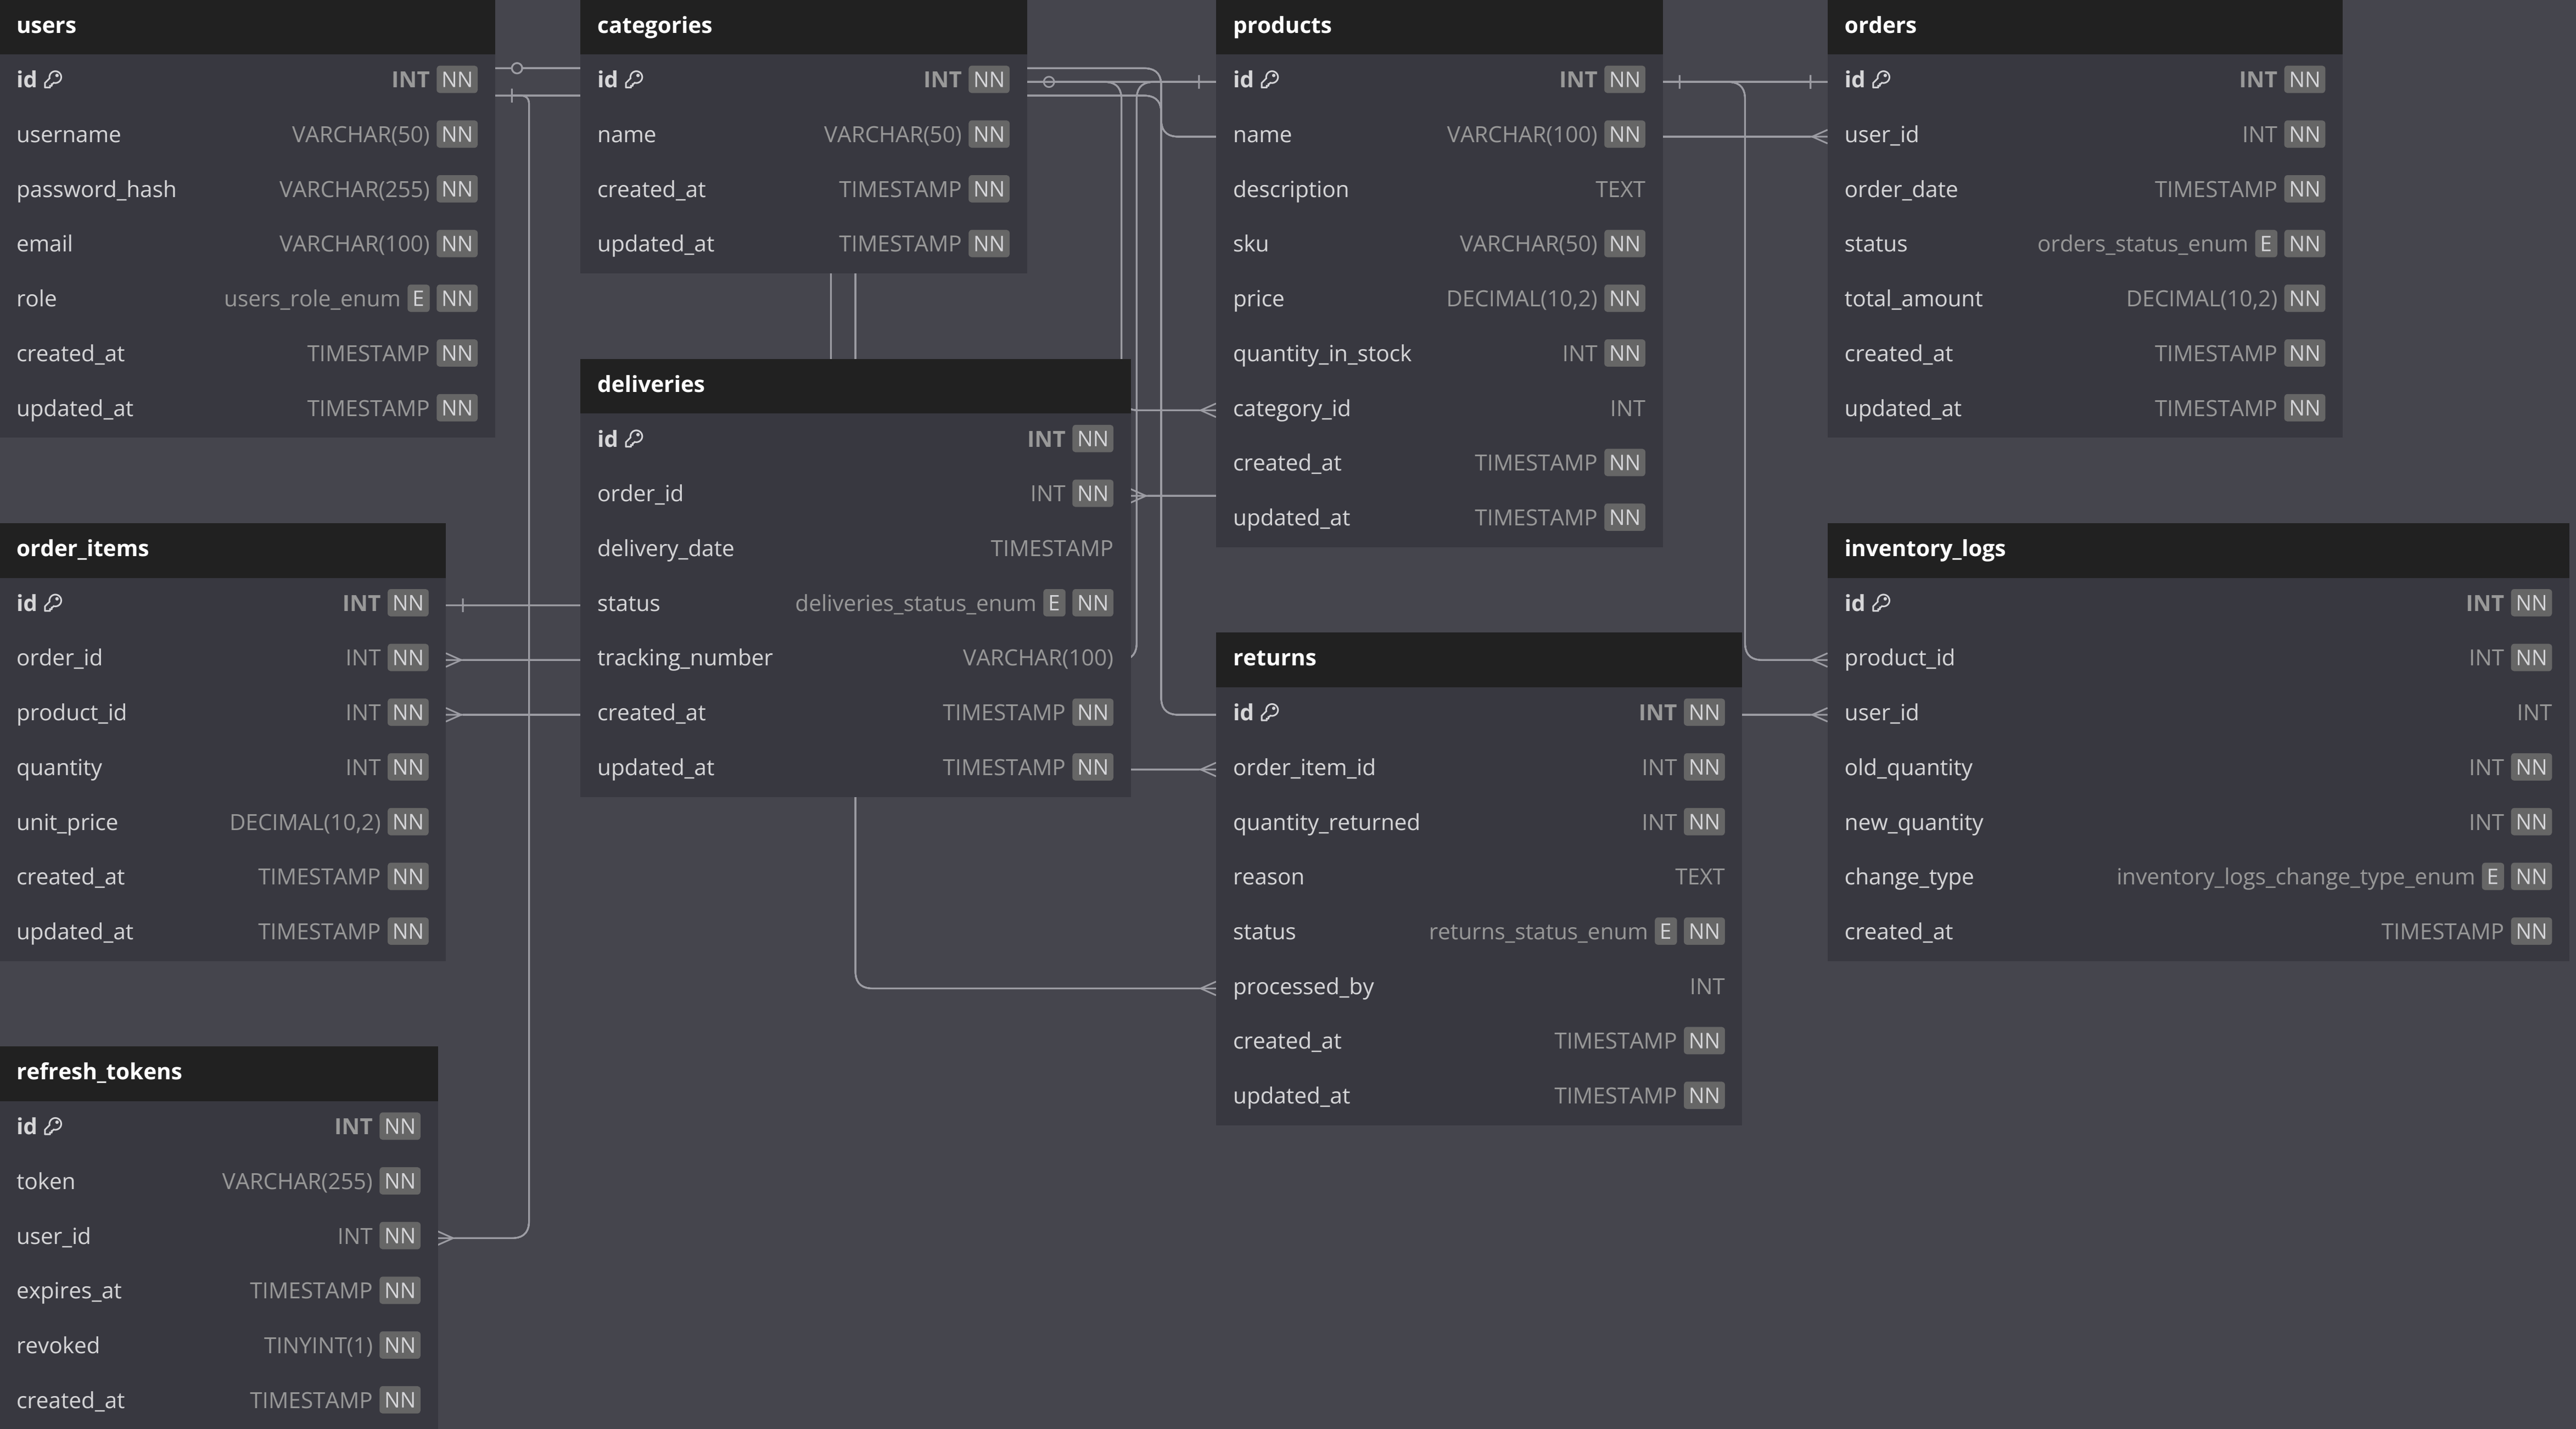 users
id INT NN
username VARCHAR(50) NN
password_hash VARCHAR(255) NN
email VARCHAR(100) NN
role users_role_enum E NN
created_at TIMESTAMP NN
updated_at TIMESTAMP NN
categories
id INT NN
name VARCHAR(50) NN
created_at TIMESTAMP NN
updated_at TIMESTAMP NN
products
id INT NN
name VARCHAR(100) NN
description TEXT
sku VARCHAR(50) NN
price DECIMAL(10,2) NN
quantity_in_stock INT NN
category_id INT
created_at TIMESTAMP NN
updated_at TIMESTAMP NN
orders
id INT NN
user_id INT NN
order_date TIMESTAMP NN
status orders_status_enum E NN
total_amount DECIMAL(10,2) NN
created_at TIMESTAMP NN
updated_at TIMESTAMP NN
deliveries
id INT NN
order_id INT NN
delivery_date TIMESTAMP
status deliveries_status_enum E NN
tracking_number VARCHAR(100)
created_at TIMESTAMP NN
updated_at TIMESTAMP NN
order_items
id INT NN
order_id INT NN
product_id INT NN
quantity INT NN
unit_price DECIMAL(10,2) NN
created_at TIMESTAMP NN
updated_at TIMESTAMP NN
returns
id INT NN
order_item_id INT NN
quantity_returned INT NN
reason TEXT
status returns_status_enum E NN
processed_by INT
created_at TIMESTAMP NN
updated_at TIMESTAMP NN
inventory_logs
id INT NN
product_id INT NN
user_id INT
old_quantity INT NN
new_quantity INT NN
change_type inventory_logs_change_type_enum E NN
created_at TIMESTAMP NN
refresh_tokens
id INT NN
token VARCHAR(255) NN
user_id INT NN
expires_at TIMESTAMP NN
revoked TINYINT(1) NN
created_at TIMESTAMP NN